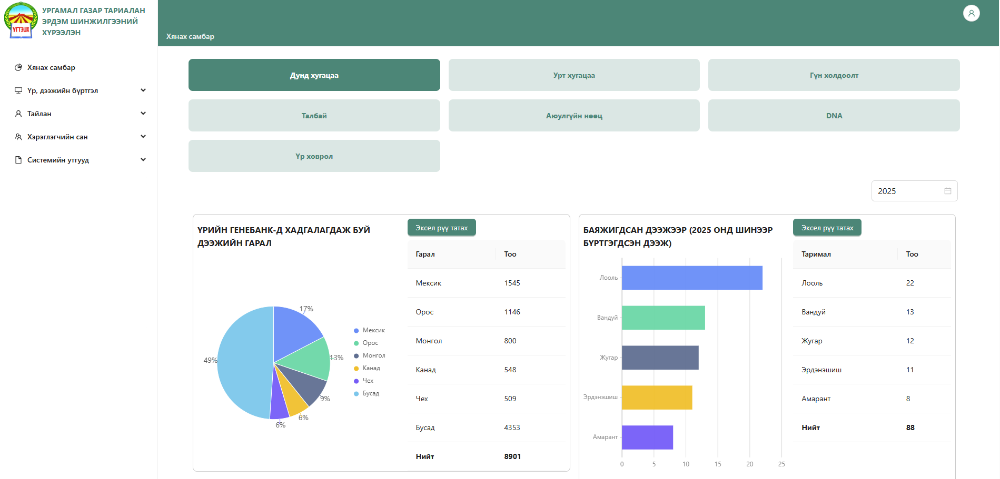 УГТЭШХ
УРГАМАЛ ГАЗАР ТАРИАЛАН
ЭРДЭМ ШИНЖИЛГЭЭНИЙ
ХҮРЭЭЛЭН
Хянах самбар
Үр, дээжийн бүртгэл
Тайлан
Хэрэглэгчийн сан
Системийн утгууд
Хянах самбар
Дунд хугацаа
Урт хугацаа
Гүн хөлдөөлт
Талбай
Аюулгүйн нөөц
DNA
Үр хөврөл
2025
ҮРИЙН ГЕНЕБАНК-Д ХАДГАЛАГДАЖ БУЙ
ДЭЭЖИЙН ГАРАЛ
17%
13%
9%
6%
6%
49%
Мексик
Орос
Монгол
Канад
Чех
Бусад
Эксел рүү татах
Гарал Тоо
Мексик 1545
Орос 1146
Монгол 800
Канад 548
Чех 509
Бусад 4353
Нийт 8901
БАЯЖИГДСАН ДЭЭЖЭЭР (2025 ОНД ШИНЭЭР
БҮРТГЭГДСЭН ДЭЭЖ)
Лооль
Вандуй
Жугар
Эрдэнэшиш
Амарант
0 5 10 15 20 25
Эксел рүү татах
Таримал Тоо
Лооль 22
Вандуй 13
Жугар 12
Эрдэнэшиш 11
Амарант 8
Нийт 88